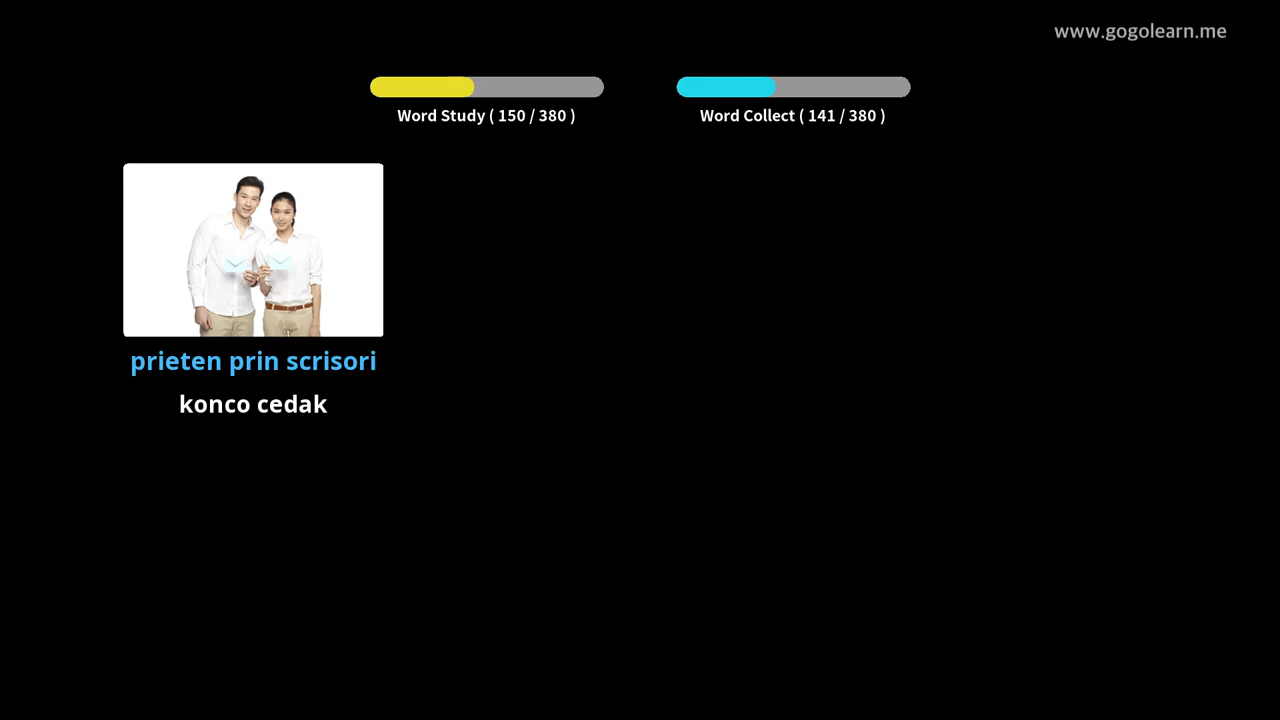 www.gogolearn.me
Word Study ( 150 / 380 )
Word Collect ( 141 / 380 )
prieten prin scrisori
konco cedak